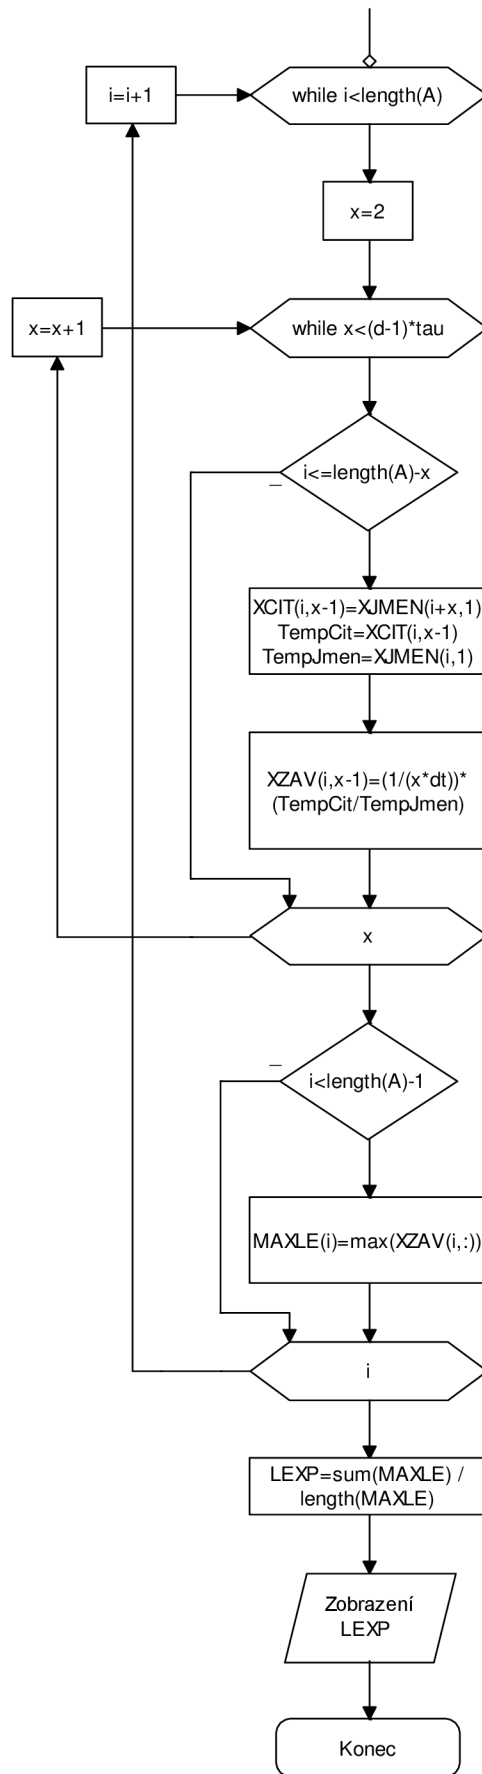 i=i+1
while i<length(A)
x=2
x=x+1
while x<(d-1)*tau
i<=length(A)-x
–
XCIT(i,x-1)=XJMEN(i+x,1)
TempCit=XCIT(i,x-1)
TempJmen=XJMEN(i,1)
XZAV(i,x-1)=(1/(x*dt))*
(TempCit/TempJmen)
x
–
i<length(A)-1
MAXLE(i)=max(XZAV(i,:))
i
LEXP=sum(MAXLE) /
length(MAXLE)
Zobrazení
LEXP
Konec